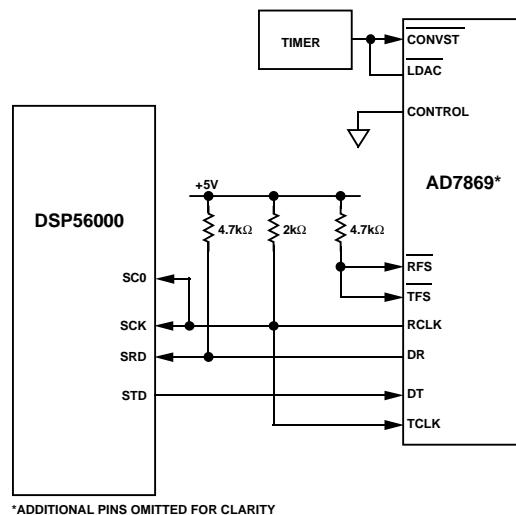 TIMER
CONVST
LDAC
CONTROL
AD7869*
DSP56000
+5V
4.7kΩ
2kΩ
4.7kΩ
RFS
TFS
SC0
SCK
RCLK
SRD
DR
STD
DT
TCLK
*ADDITIONAL PINS OMITTED FOR CLARITY